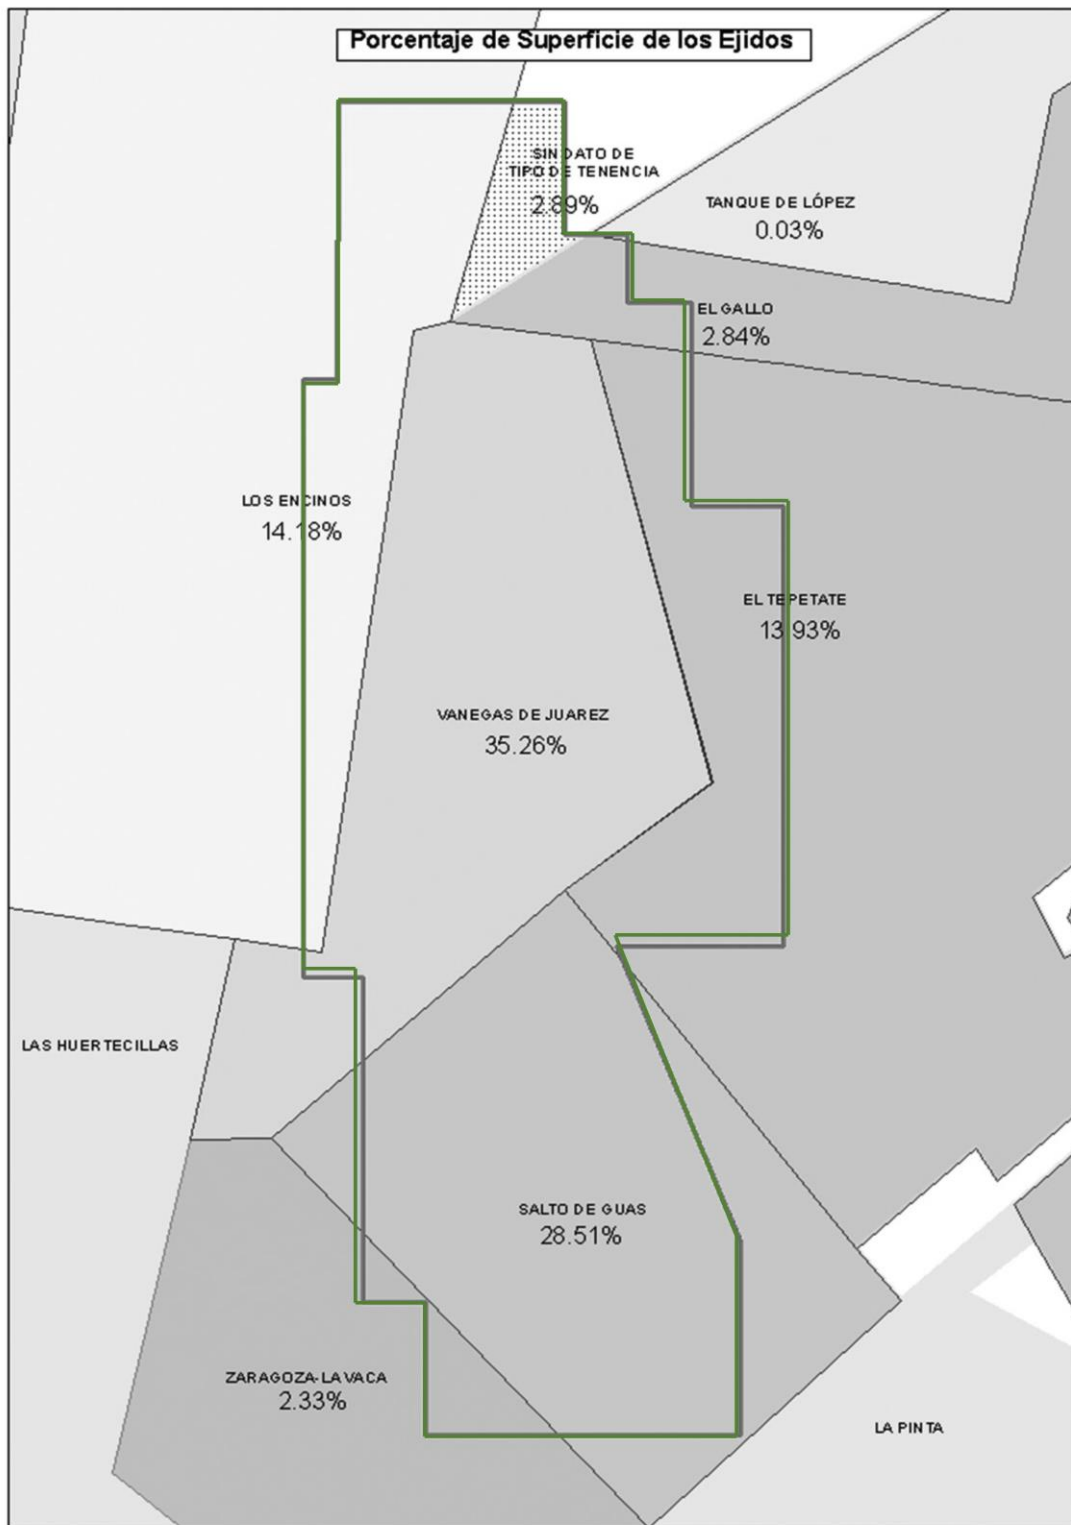 Porcentaje de Superficie de los Ejidos
SIN DATO DE
TIPO DE TENENCIA
2.89%
TANQUE DE LÓPEZ
0.03%
EL GALLO
2.84%
LOS ENCINOS
14.18%
EL TEPETATE
13.93%
VANEGAS DE JUAREZ
35.26%
LAS HUERTECILLAS
SALTO DE GUAS
28.51%
ZARAGOZA-LA VACA
2.33%
LA PINTA